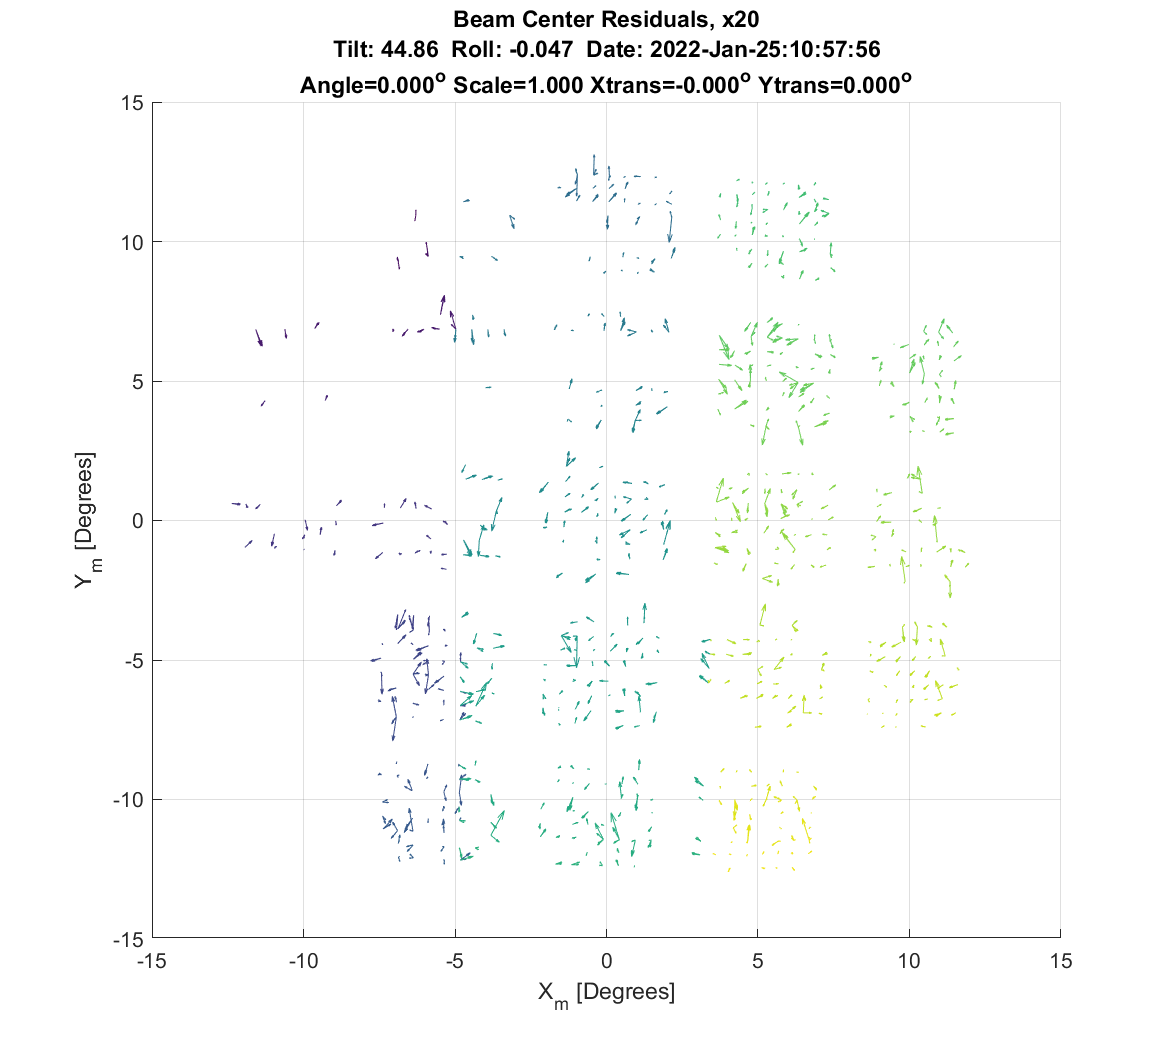 Beam Center Residuals, x20
Tilt: 44.86 Roll: -0.047 Date: 2022-Jan-25:10:57:56
Angle=0.000° Scale=1.000 Xtrans=-0.000° Ytrans=0.000°
15
10
5
0
-5
-10
-15
Y_m [Degrees]
-15
-10
-5
0
5
10
15
X_m [Degrees]